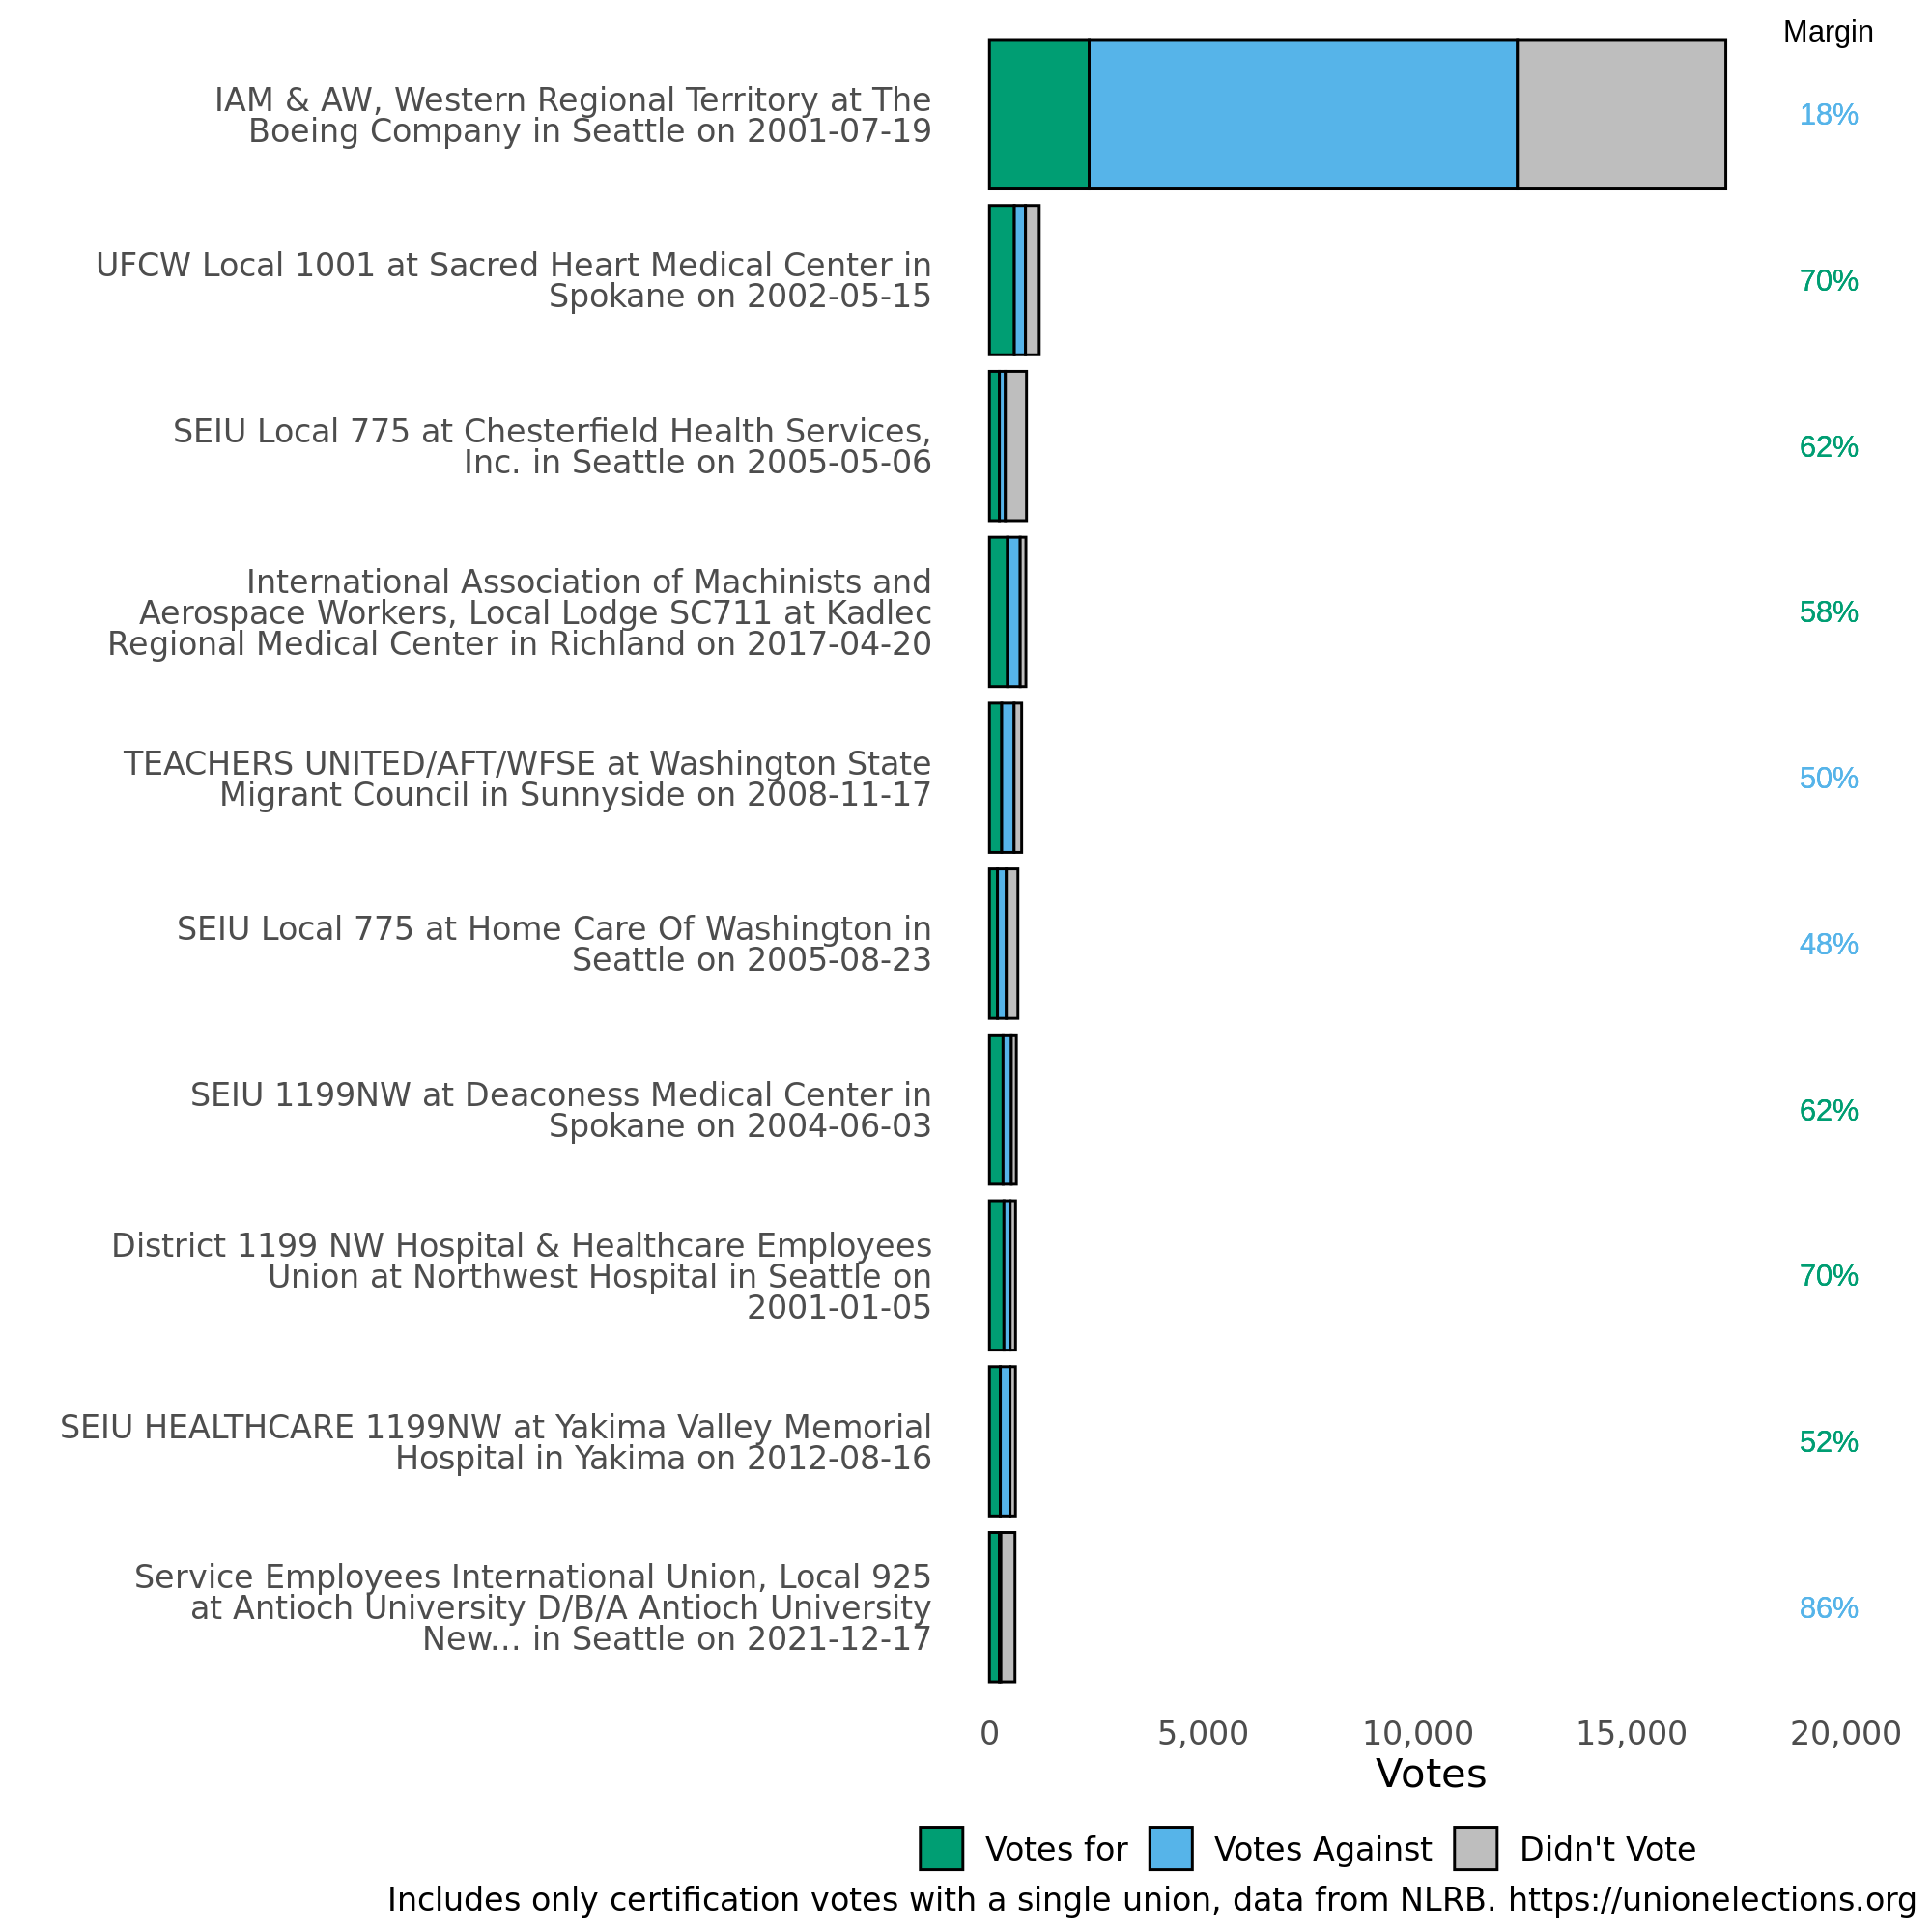 Margin
IAM & AW, Western Regional Territory at The
Boeing Company in Seattle on 2001-07-19
18%
UFCW Local 1001 at Sacred Heart Medical Center in
Spokane on 2002-05-15
70%
SEIU Local 775 at Chesterfield Health Services,
Inc. in Seattle on 2005-05-06
62%
International Association of Machinists and
Aerospace Workers, Local Lodge SC711 at Kadlec
Regional Medical Center in Richland on 2017-04-20
58%
TEACHERS UNITED/AFT/WFSE at Washington State
Migrant Council in Sunnyside on 2008-11-17
50%
SEIU Local 775 at Home Care Of Washington in
Seattle on 2005-08-23
48%
SEIU 1199NW at Deaconess Medical Center in
Spokane on 2004-06-03
62%
District 1199 NW Hospital & Healthcare Employees
Union at Northwest Hospital in Seattle on
2001-01-05
70%
SEIU HEALTHCARE 1199NW at Yakima Valley Memorial
Hospital in Yakima on 2012-08-16
52%
Service Employees International Union, Local 925
at Antioch University D/B/A Antioch University
New... in Seattle on 2021-12-17
86%
0 5,000 10,000 15,000 20,000
Votes
Votes for Votes Against Didn't Vote
Includes only certification votes with a single union, data from NLRB. https://unionelections.org